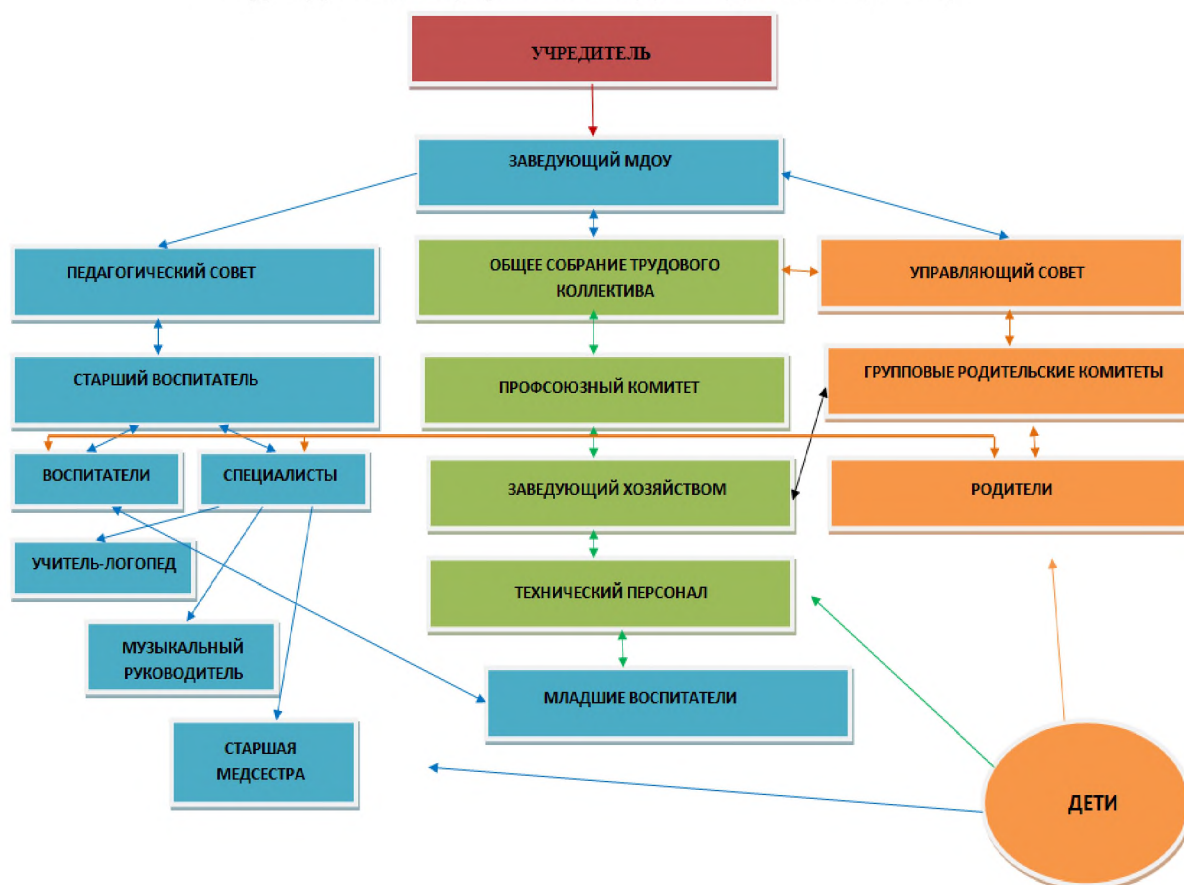 УЧРЕДИТЕЛЬ
ЗАВЕДУЮЩИЙ МДОУ
ПЕДАГОГИЧЕСКИЙ СОВЕТ
ОБЩЕЕ СОБРАНИЕ ТРУДОВОГО
КОЛЛЕКТИВА
УПРАВЛЯЮЩИЙ СОВЕТ
СТАРШИЙ ВОСПИТАТЕЛЬ
ПРОФСОЮЗНЫЙ КОМИТЕТ
ГРУППОВЫЕ РОДИТЕЛЬСКИЕ КОМИТЕТЫ
ВОСПИТАТЕЛИ
СПЕЦИАЛИСТЫ
ЗАВЕДУЮЩИЙ ХОЗЯЙСТВОМ
РОДИТЕЛИ
УЧИТЕЛЬ-ЛОГОПЕД
ТЕХНИЧЕСКИЙ ПЕРСОНАЛ
МУЗЫКАЛЬНЫЙ
РУКОВОДИТЕЛЬ
МЛАДШИЕ ВОСПИТАТЕЛИ
СТАРШАЯ
МЕДСЕСТРА
ДЕТИ